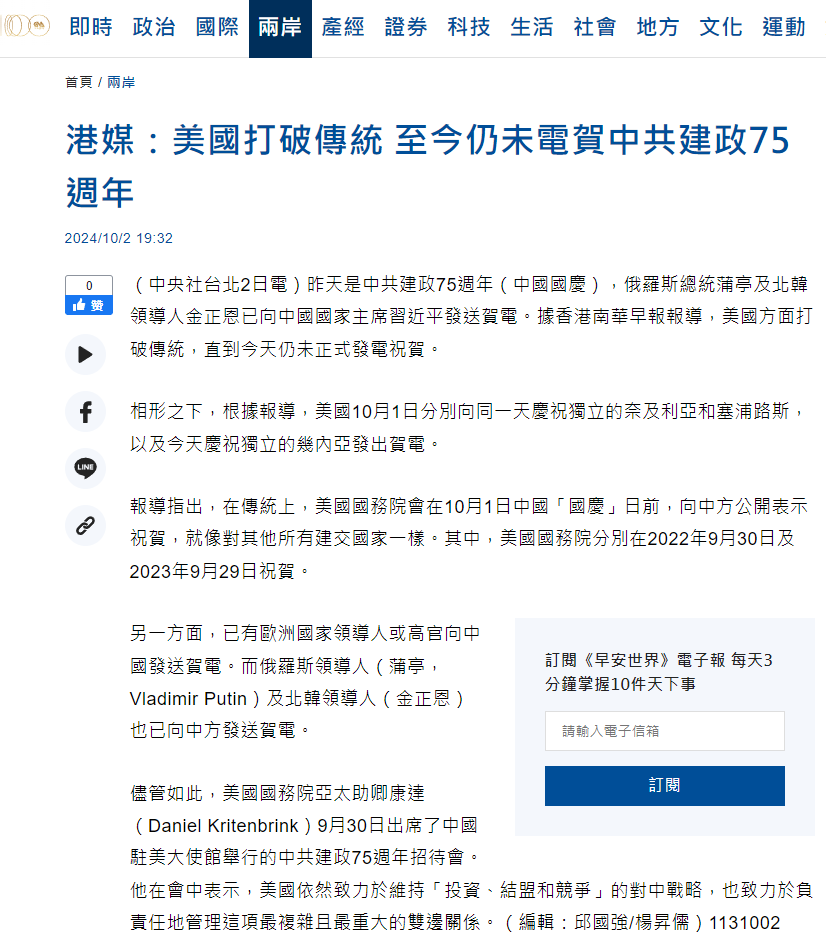 即時 政治 國際 兩岸 產經 證券 科技 生活 社會 地方 文化 運動
首頁 / 兩岸
港媒：美國打破傳統 至今仍未電賀中共建政75
週年
2024/10/2 19:32
0
赞
（中央社台北2日電）昨天是中共建政75週年（中國國慶），俄羅斯總統蒲亭及北韓
領導人金正恩已向中國國家主席習近平發送賀電。據香港南華早報報導，美國方面打
破傳統，直到今天仍未正式發電祝賀。
LINE
相形之下，根據報導，美國10月1日分別向同一天慶祝獨立的奈及利亞和塞浦路斯，
以及今天慶祝獨立的幾內亞發出賀電。
報導指出，在傳統上，美國國務院會在10月1日中國「國慶」日前，向中方公開表示
祝賀，就像對其他所有建交國家一樣。其中，美國國務院分別在2022年9月30日及
2023年9月29日祝賀。
另一方面，已有歐洲國家領導人或高官向中
國發送賀電。而俄羅斯領導人（蒲亭，
Vladimir Putin）及北韓領導人（金正恩）
也已向中方發送賀電。
訂閱《早安世界》電子報 每天3
分鐘掌握10件天下事
請輸入電子信箱
訂閱
儘管如此，美國國務院亞太助卿康達
（Daniel Kritenbrink）9月30日出席了中國
駐美大使館舉行的中共建政75週年招待會。
他在會中表示，美國依然致力於維持「投資、結盟和競爭」的對中戰略，也致力於負
責任地管理這項最複雜且最重大的雙邊關係。（編輯：邱國強/楊昇儒）1131002